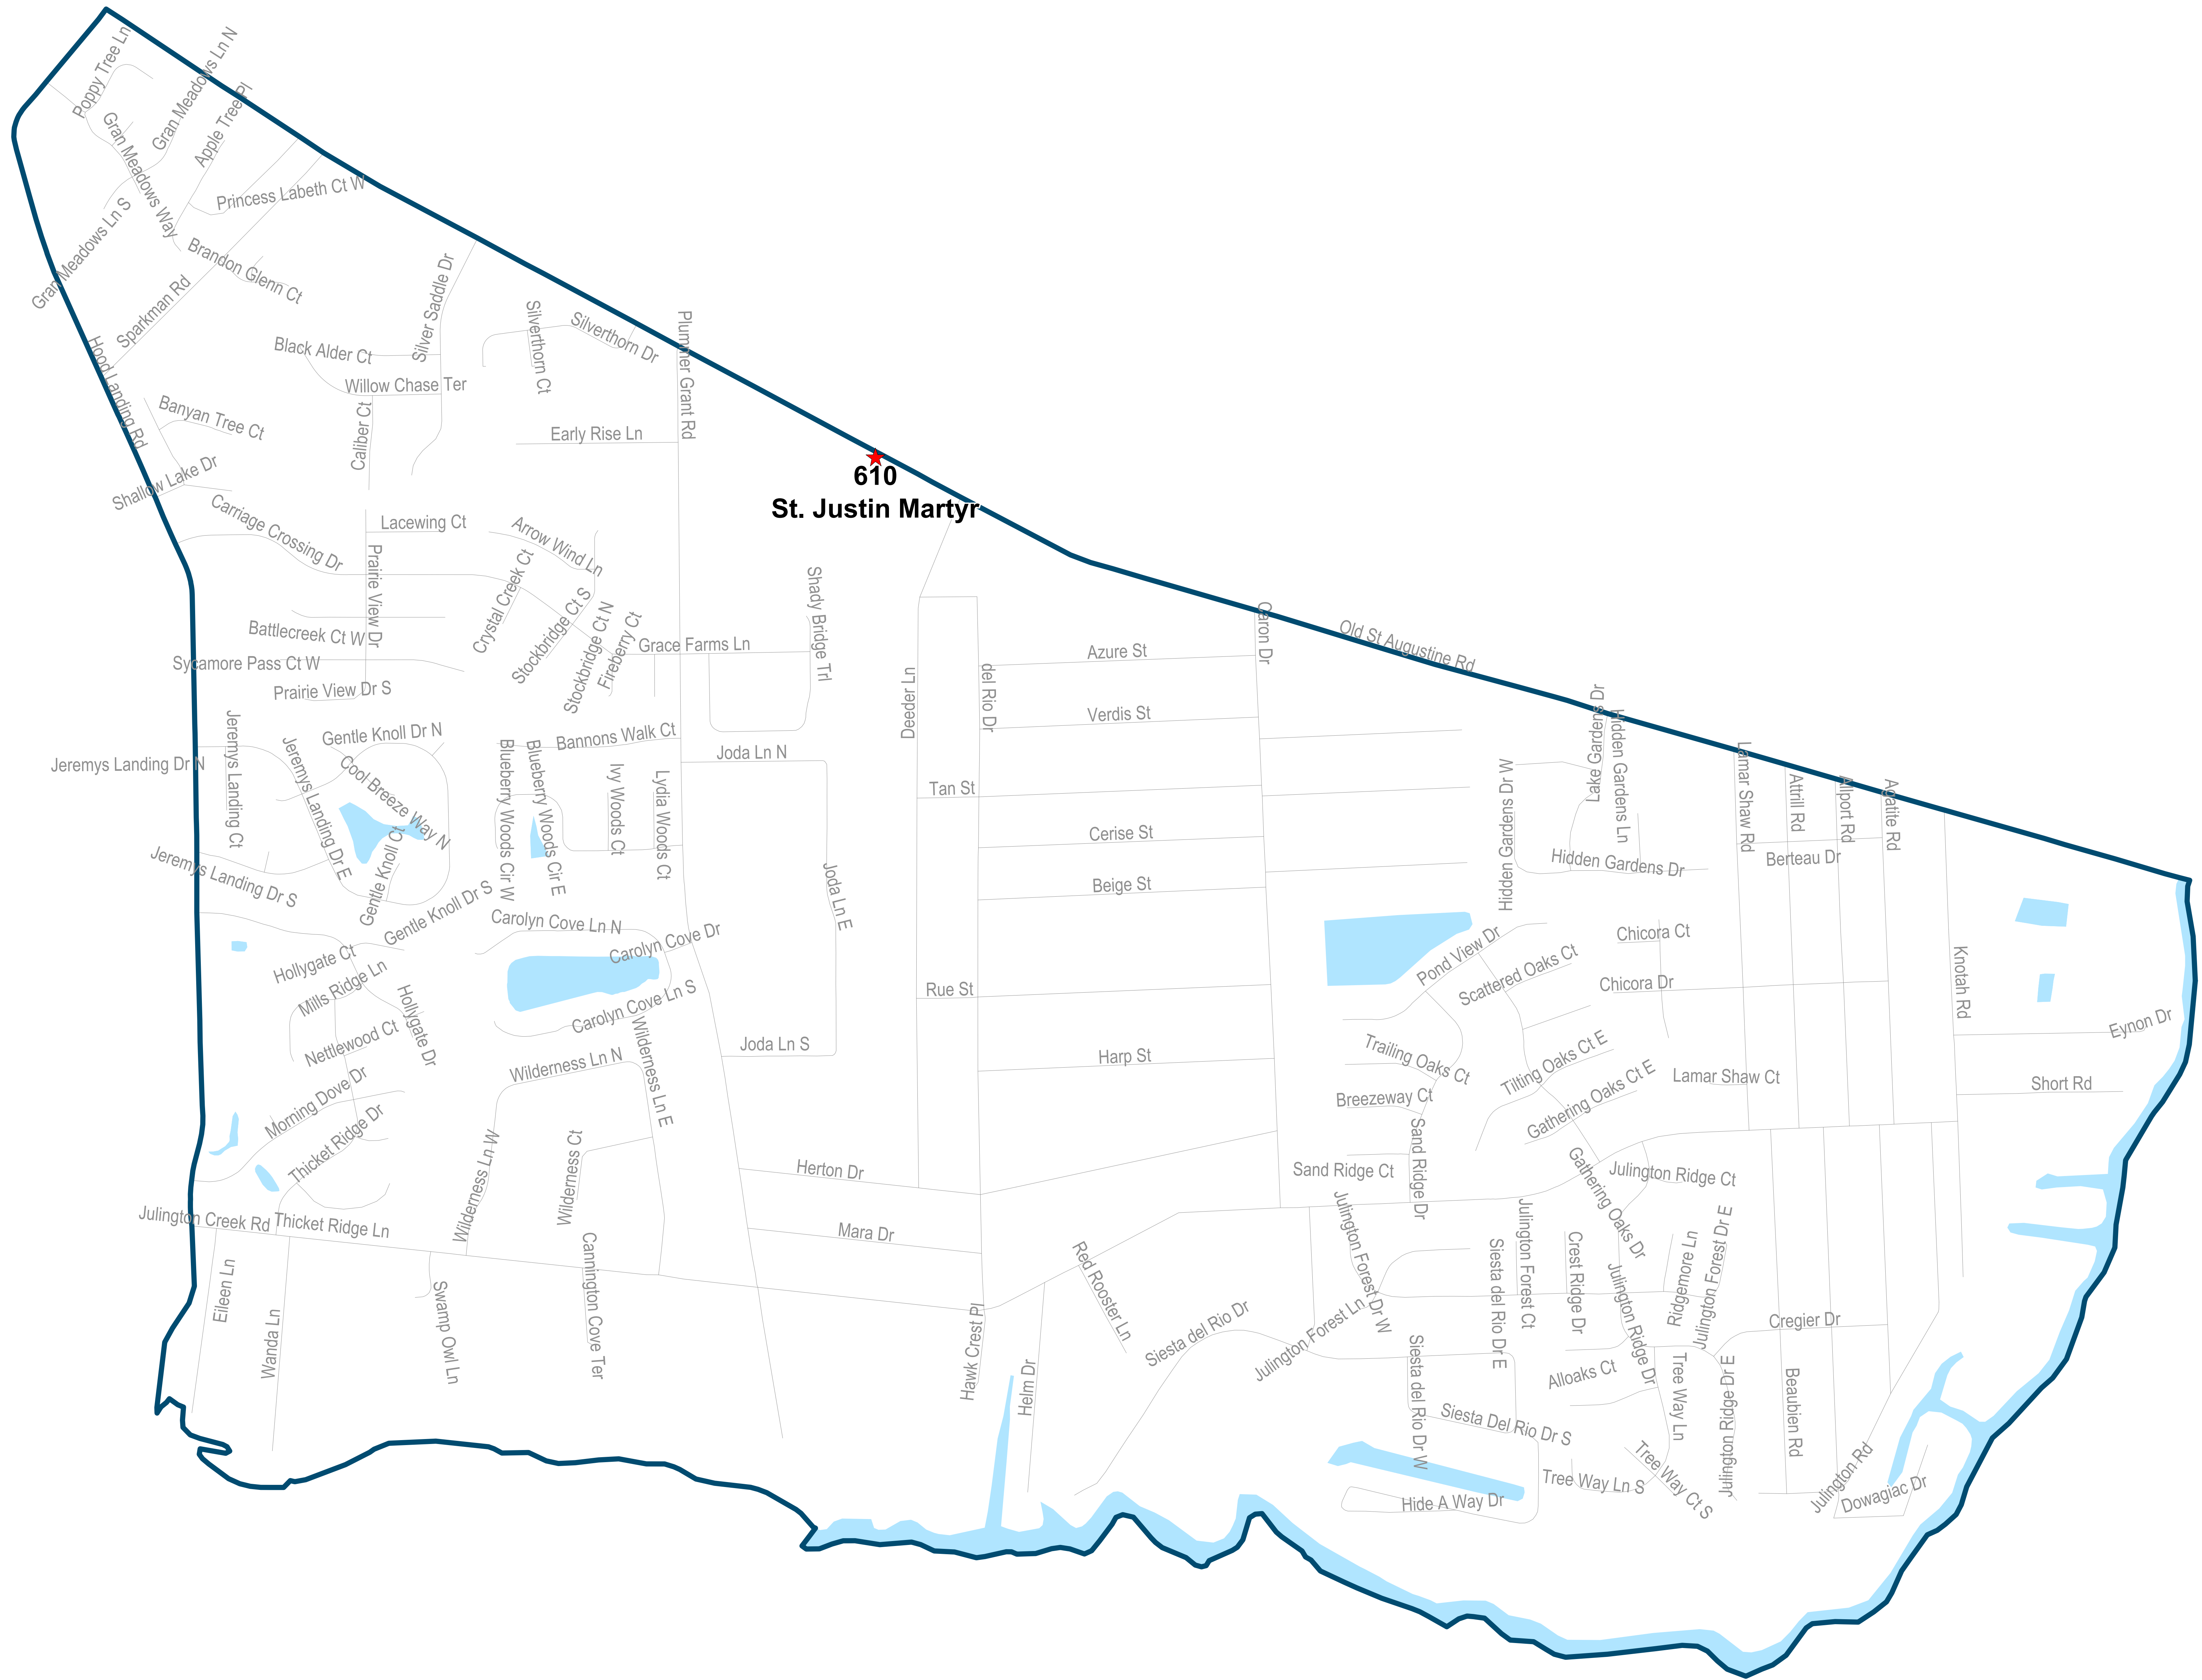 Poppy Tree Ln
Gran Meadows Ln N
Apple Tree Pl
Gran Meadows Way
Princess Labeth Ct W
Gran Meadows Ln S
Brandon Glenn Ct
Sparkman Rd
Silver Saddle Dr
Hood Landing Rd
Black Alder Ct
Silverthorn Ct
Silverthorn Dr
Plummer Grant Rd
Willow Chase Ter
Banyan Tree Ct
Caliber Ct
Early Rise Ln
Shallow Lake Dr
610
St. Justin Martyr
Carriage Crossing Dr
Lacewing Ct
Arrow Wind Ln
Prairie View Dr
Crystal Creek Ct
Stockbridge Ct S
Stockbridge Ct N
Fireberry Ct
Shady Bridge Trl
Battlecreek Ct W
Grace Farms Ln
Sycamore Pass Ct W
Prairie View Dr S
Deeder Ln
del Rio Dr
Azure St
Caron Dr
Old St Augustine Rd
Verdis St
Jeremys Landing Dr N
Jeremys Landing Ct
Jeremys Landing Dr E
Gentle Knoll Dr N
Cool Breeze Way N
Blueberry Woods Cir W
Blueberry Woods Cir E
Bannons Walk Ct
Ivy Woods Ct
Lydia Woods Ct
Joda Ln N
Tan St
Lake Gardens Dr
Hidden Gardens Ln
Hidden Gardens Dr W
Lamar Shaw Rd
Attrill Rd
Allport Rd
Agatite Rd
Cerise St
Berteau Dr
Hidden Gardens Dr
Jeremys Landing Dr S
Gentle Knoll Ct
Gentle Knoll Dr S
Joda Ln E
Beige St
Carolyn Cove Ln N
Carolyn Cove Dr
Chicora Ct
Pond View Dr
Scattered Oaks Ct
Knottah Rd
Hollygate Ct
Mills Ridge Ln
Hollygate Dr
Carolyn Cove Ln S
Chicora Dr
Rue St
Eynon Dr
Nettlewood Ct
Wilderness Ln N
Wilderness Ln E
Joda Ln S
Harp St
Trailing Oaks Ct
Tilting Oaks Ct E
Lamar Shaw Ct
Short Rd
Morning Dove Dr
Breezeway Ct
Gathering Oaks Ct E
Thicket Ridge Dr
Wilderness Ln W
Wilderness Ct
Herton Dr
Sand Ridge Ct
Sand Ridge Dr
Gathering Oaks Dr
Julington Ridge Ct
Julington Creek Rd
Thicket Ridge Ln
Mara Dr
Julington Forest Dr W
Siesta del Rio Dr E
Julington Forest Ct
Crest Ridge Dr
Ridgemore Ln
Julington Forest Dr E
Eileen Ln
Wanda Ln
Swamp Owl Ln
Cannington Cove Ter
Hawk Crest Pl
Helm Dr
Red Rooster Ln
Siesta del Rio Dr
Julington Forest Ln
Julington Ridge Dr
Cregier Dr
Siesta del Rio Dr W
Alloaks Ct
Tree Way Ln
Julington Ridge Dr E
Beaubien Rd
Siesta Del Rio Dr S
Tree Way Ln S
Tree Way Ct S
Julington Rd
Dowagiac Dr
Hide A Way Dr